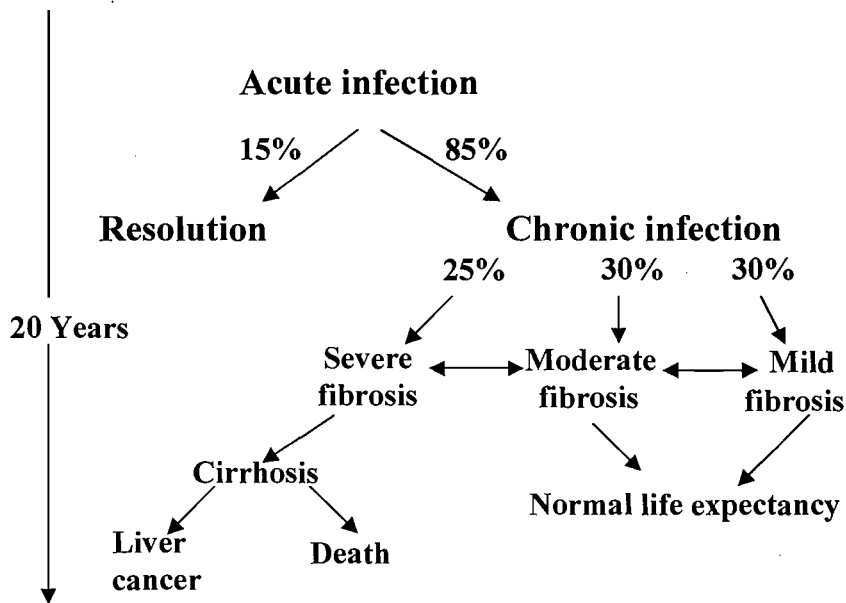 Acute infection
15% 85%
Resolution Chronic infection
25% 30% 30%
20 Years
Severe Moderate Mild
fibrosis fibrosis fibrosis
Cirrhosis
Normal life expectancy
Liver Death
cancer